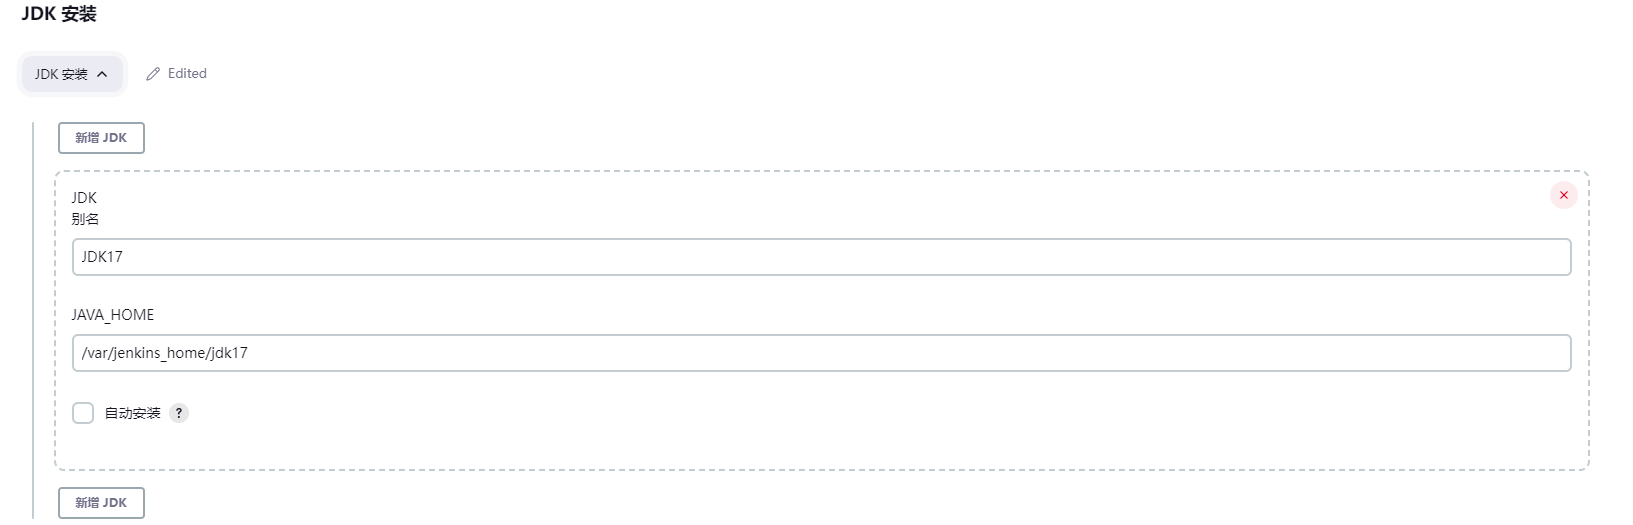 JDK 安装
JDK 安装
Edited
新增 JDK
JDK
别名
JDK17
JAVA_HOME
/var/jenkins_home/jdk17
自动安装 ?
新增 JDK